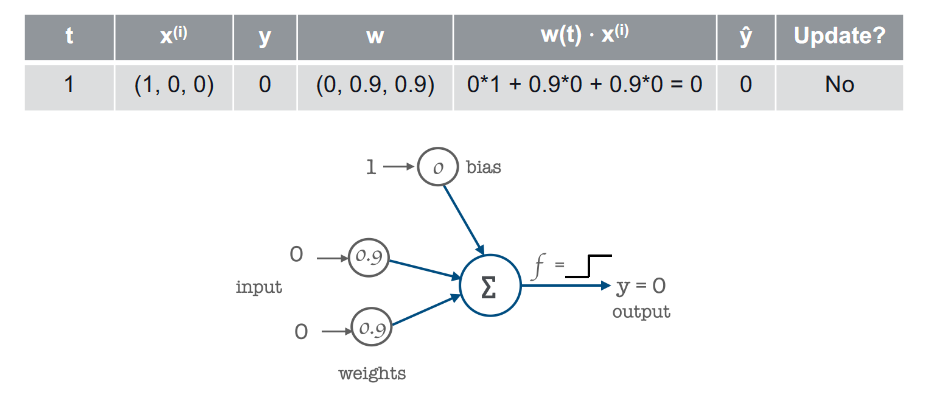 t x(i) y w w(t) · x(i) ŷ Update?
1 (1, 0, 0) 0 (0, 0.9, 0.9) 0*1 + 0.9*0 + 0.9*0 = 0 0 No
1 0 bias
0 0.9
f =
Σ
y = 0
input
output
0 0.9
weights